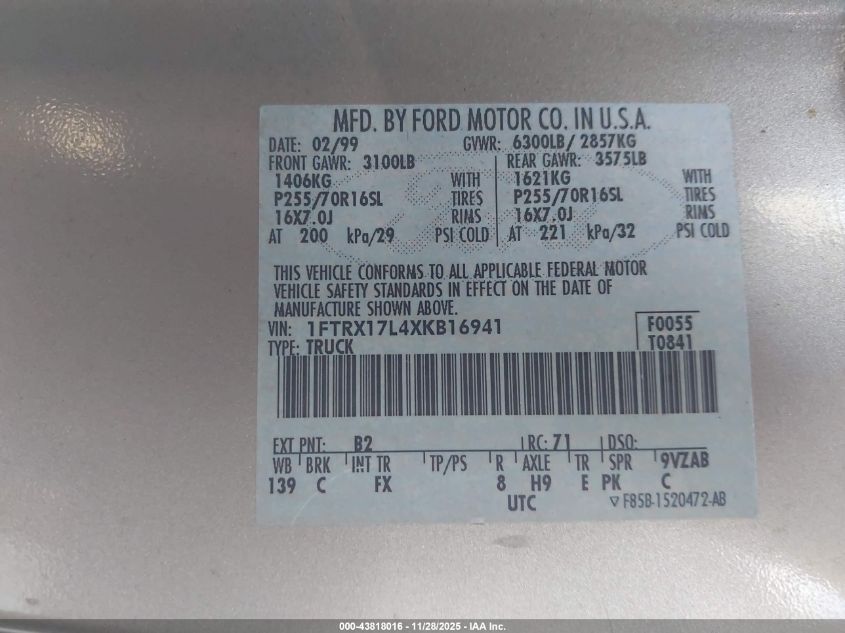 MFD. BY FORD MOTOR CO. IN U.S.A.
DATE: 02/99 GVWR: 6300LB/ 2857KG
FRONT GAWR: 3100LB REAR GAWR: 3575LB
1406KG WITH 1621KG WITH
P255/70R16SL TIRES P255/70R16SL TIRES
16X7.0J RIMS 16X7.0J RIMS
AT 200 kPa/29 PSI COLD AT 221 kPa/32 PSI COLD
THIS VEHICLE CONFORMS TO ALL APPLICABLE FEDERAL MOTOR
VEHICLE SAFETY STANDARDS IN EFFECT ON THE DATE OF
MANUFACTURE SHOWN ABOVE.
VIN: 1FTRX17L4XKB16941 F0055
TYPE: TRUCK T0841
EXT PNT: B2 RC: 71 DSO:
WB BRK INT TR TP/PS R AXLE TR SPR 9VZAB
139 C FX 8 H9 E PK C
UTC F85B-1520472-AB
000-43818016 - 11/28/2025 - IAA Inc.